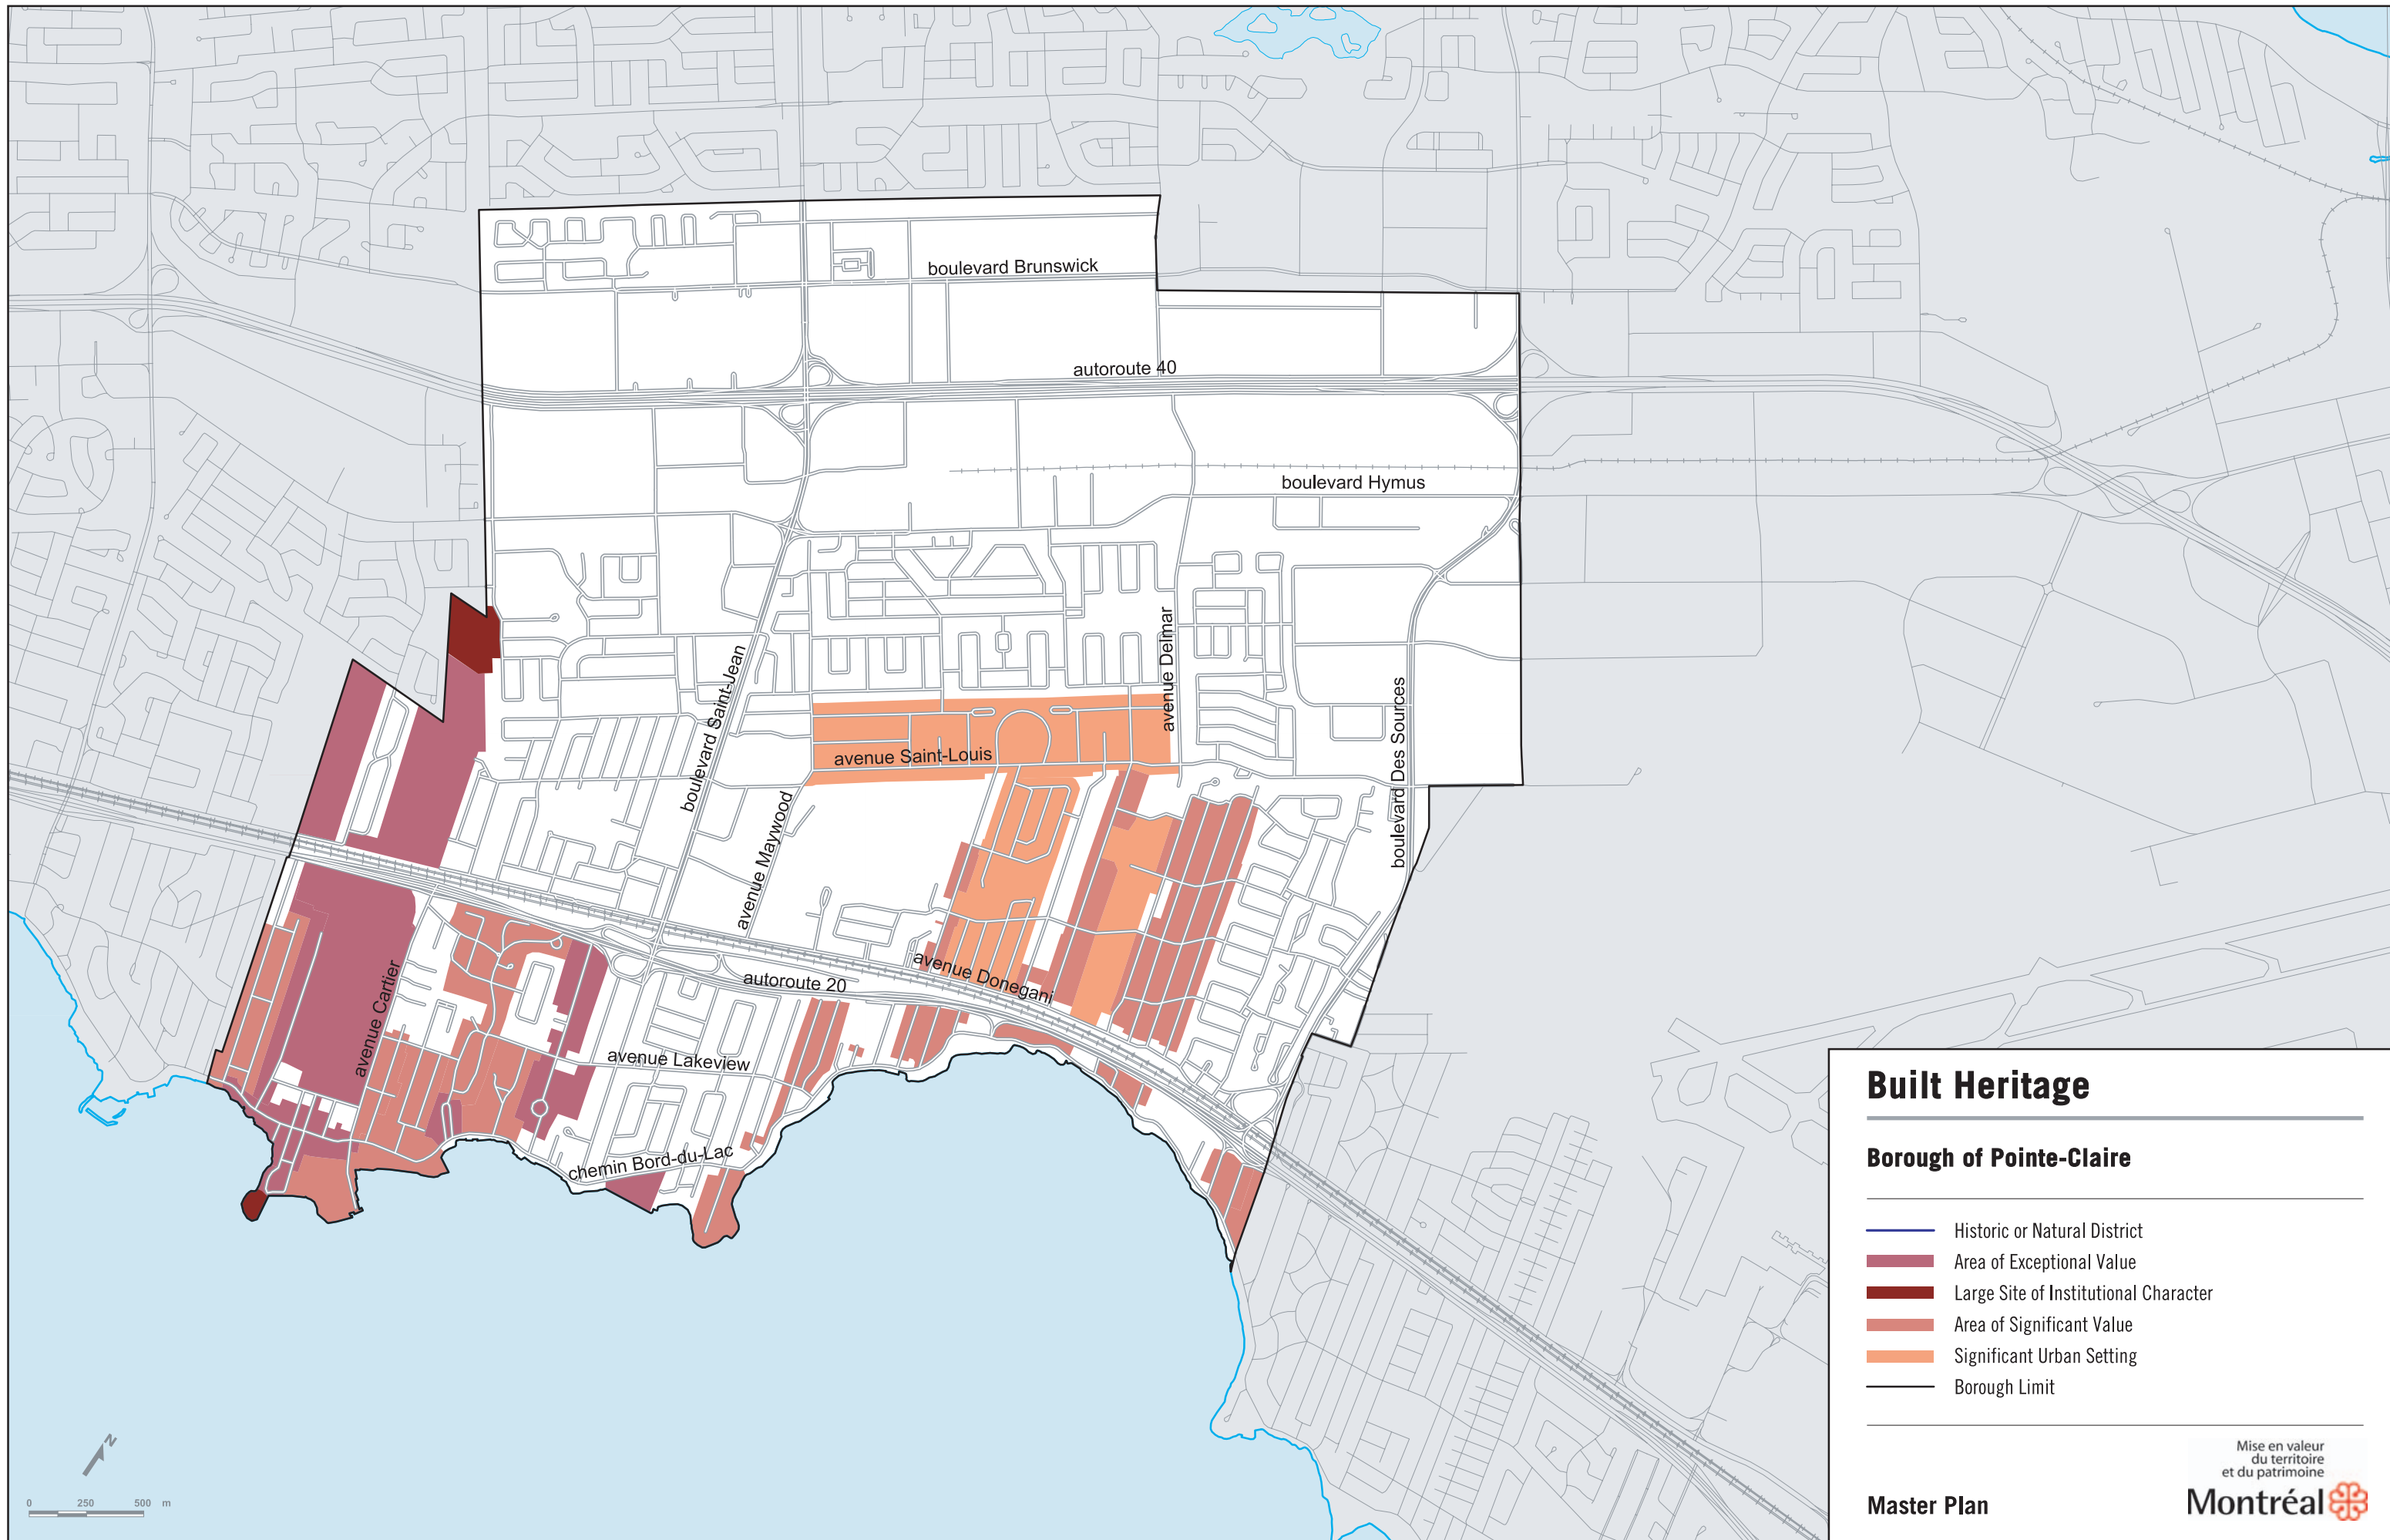 boulevard Brunswick
autoroute 40
boulevard Hymus
avenue Delmar
boulevard Saint-Jean
boulevard Des Sources
avenue Saint-Louis
avenue Maywood
avenue Donegani
autoroute 20
avenue Cartier
avenue Lakeview
chemin Bord-du-Lac
N
0 250 500 m
Built Heritage
Borough of Pointe-Claire
Historic or Natural District
Area of Exceptional Value
Large Site of Institutional Character
Area of Significant Value
Significant Urban Setting
Borough Limit
Mise en valeur
du territoire
et du patrimoine
Master Plan
Montréal